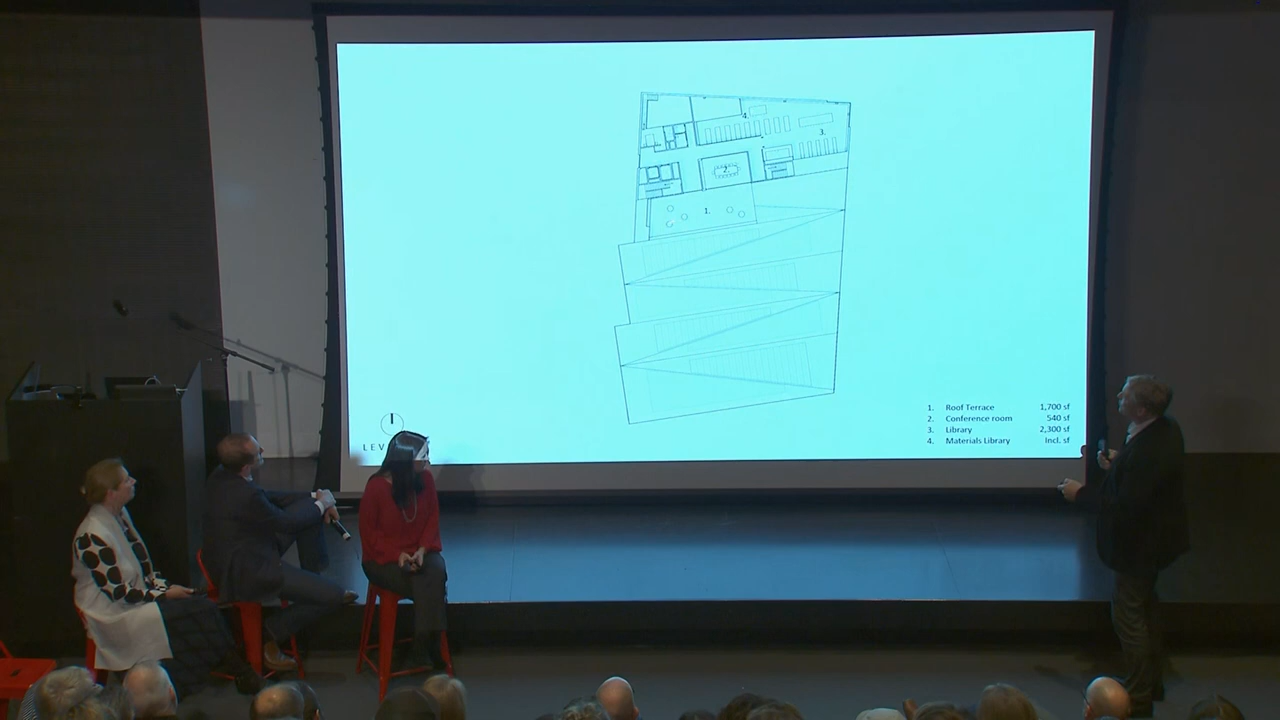 4.
3.
2.
1.
LEV
1. Roof Terrace 1,700 sf
2. Conference room 540 sf
3. Library 2,300 sf
4. Materials Library Incl. sf